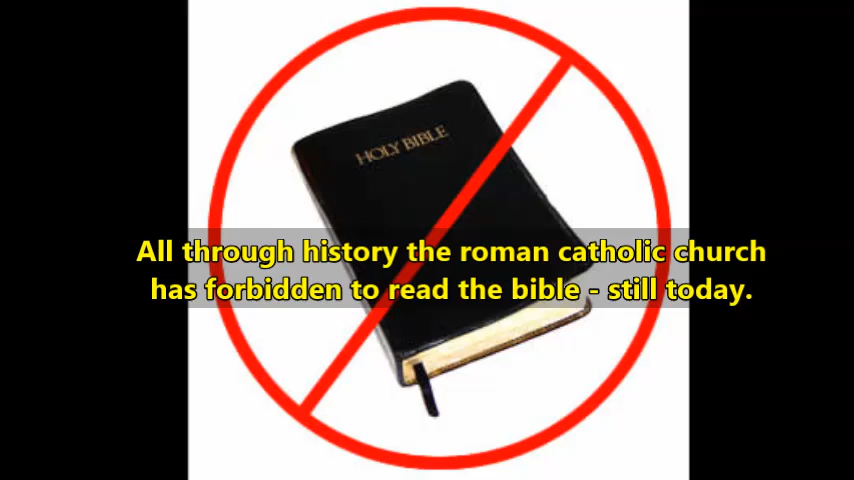 HOLY BIBLE
All through history the roman catholic church
has forbidden to read the bible - still today.